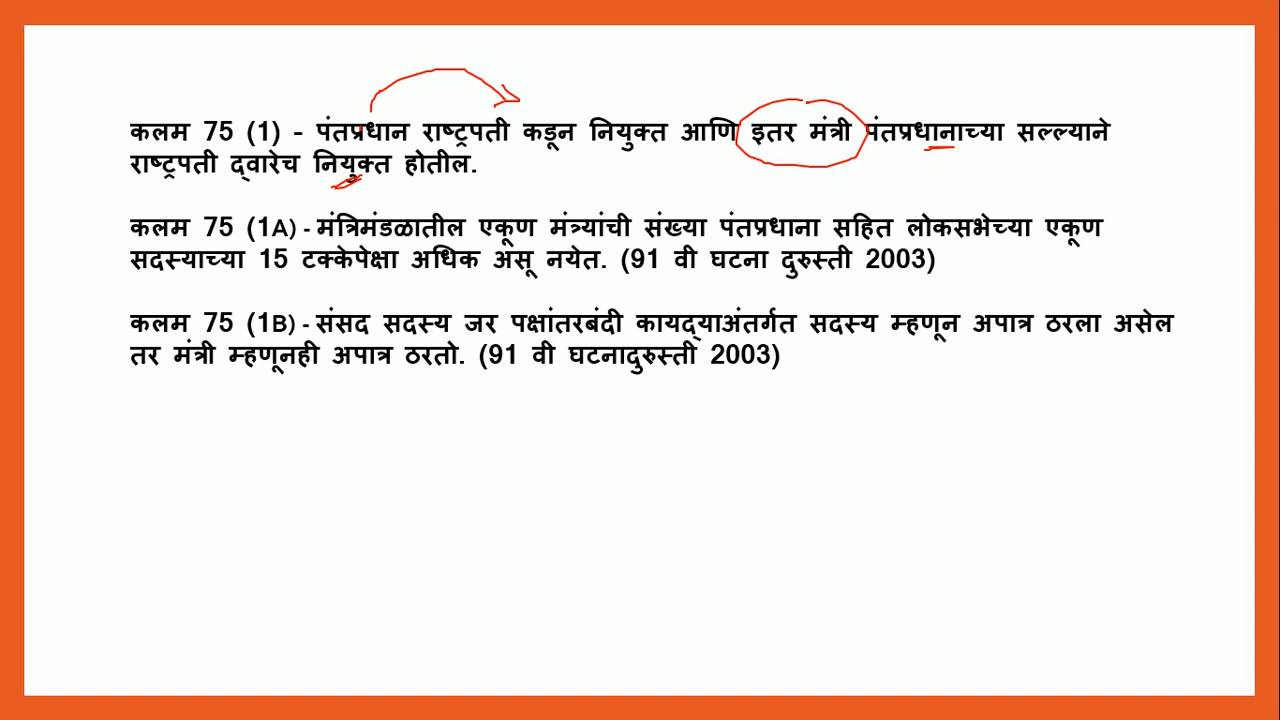 कलम 75 (1) - पंतप्रधान राष्ट्रपती कडून नियुक्त आणि इतर मंत्री पंतप्रधानाच्या सल्ल्याने
राष्ट्रपती द्वारेच नियुक्त होतील.
कलम 75 (1A) - मंत्रिमंडळातील एकूण मंत्र्यांची संख्या पंतप्रधाना सहित लोकसभेच्या एकूण
सदस्याच्या 15 टक्केपेक्षा अधिक असू नयेत. (91 वी घटना दुरुस्ती 2003)
कलम 75 (1B) - संसद सदस्य जर पक्षांतरबंदी कायद्याअंतर्गत सदस्य म्हणून अपात्र ठरला असेल
तर मंत्री म्हणूनही अपात्र ठरतो. (91 वी घटनादुरुस्ती 2003)